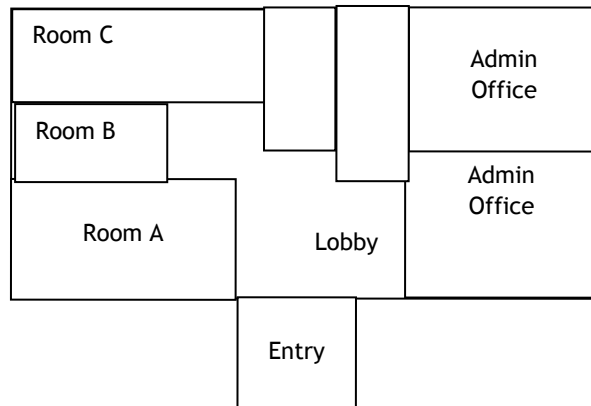 Room C
Admin
Office
Room B
Admin
Office
Room A
Lobby
Entry